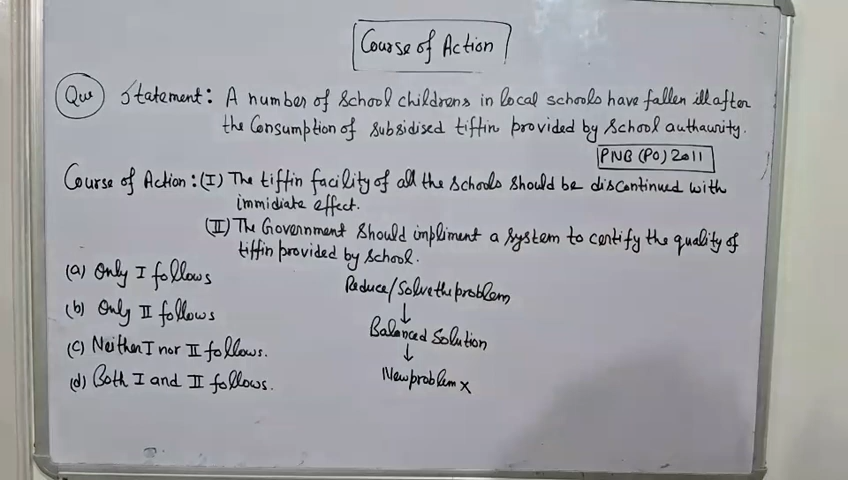 Course of Action
Que Statement: A number of School childrens in local schools have fallen ill after
the Consumption of subsidised tiffin provided by School authaurity.
PNB (PO) 2011
Course of Action: (I) The tiffin facility of all the Schools should be discontinued with
immidiate effect.
(II) The Government should impliment a system to certify the quality of
tiffin provided by school.
(a) Only I follows
(b) Only II follows
(c) Neither I nor II follows.
(d) Both I and II follows.
Reduce/Solve the problem
↓
Balanced Solution
↓
New problem x